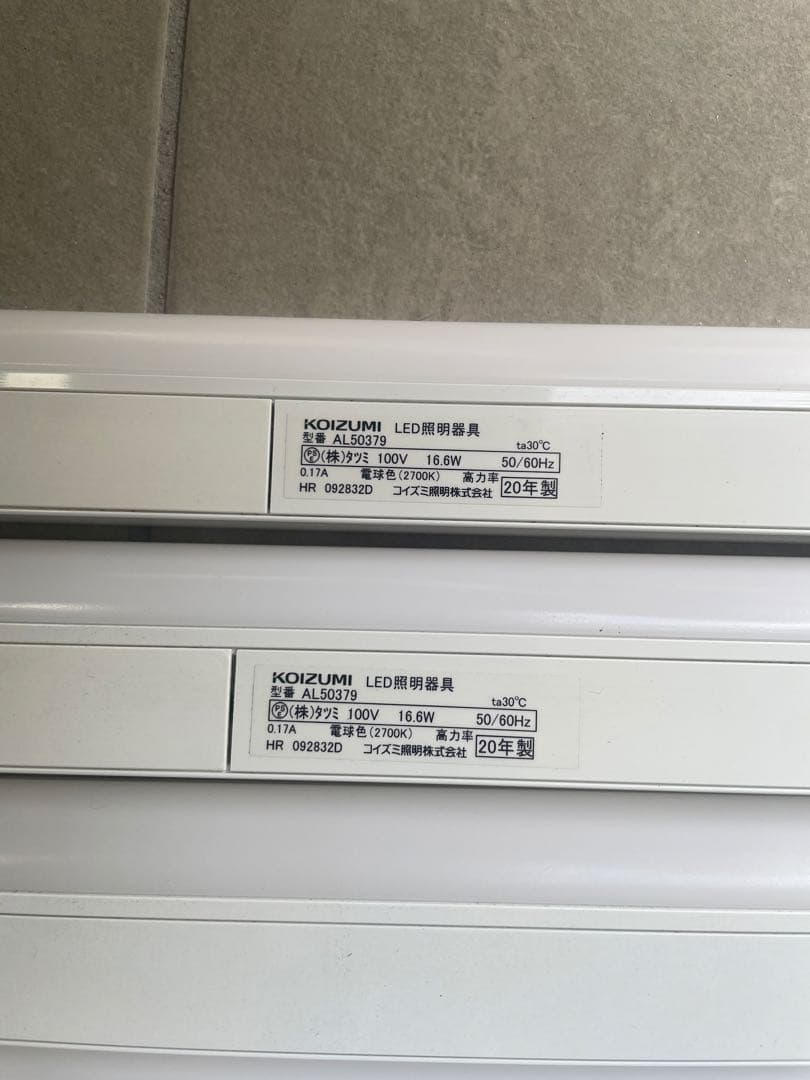 KOIZUMI LED照明器具
型番 AL50379 ta30℃
PSE (株)タツミ 100V 16.6W 50/60Hz
0.17A 電球色(2700K) 高力率
HR 092832D コイズミ照明株式会社 20年製
KOIZUMI LED照明器具
型番 AL50379 ta30℃
PSE (株)タツミ 100V 16.6W 50/60Hz
0.17A 電球色(2700K) 高力率
HR 092832D コイズミ照明株式会社 20年製